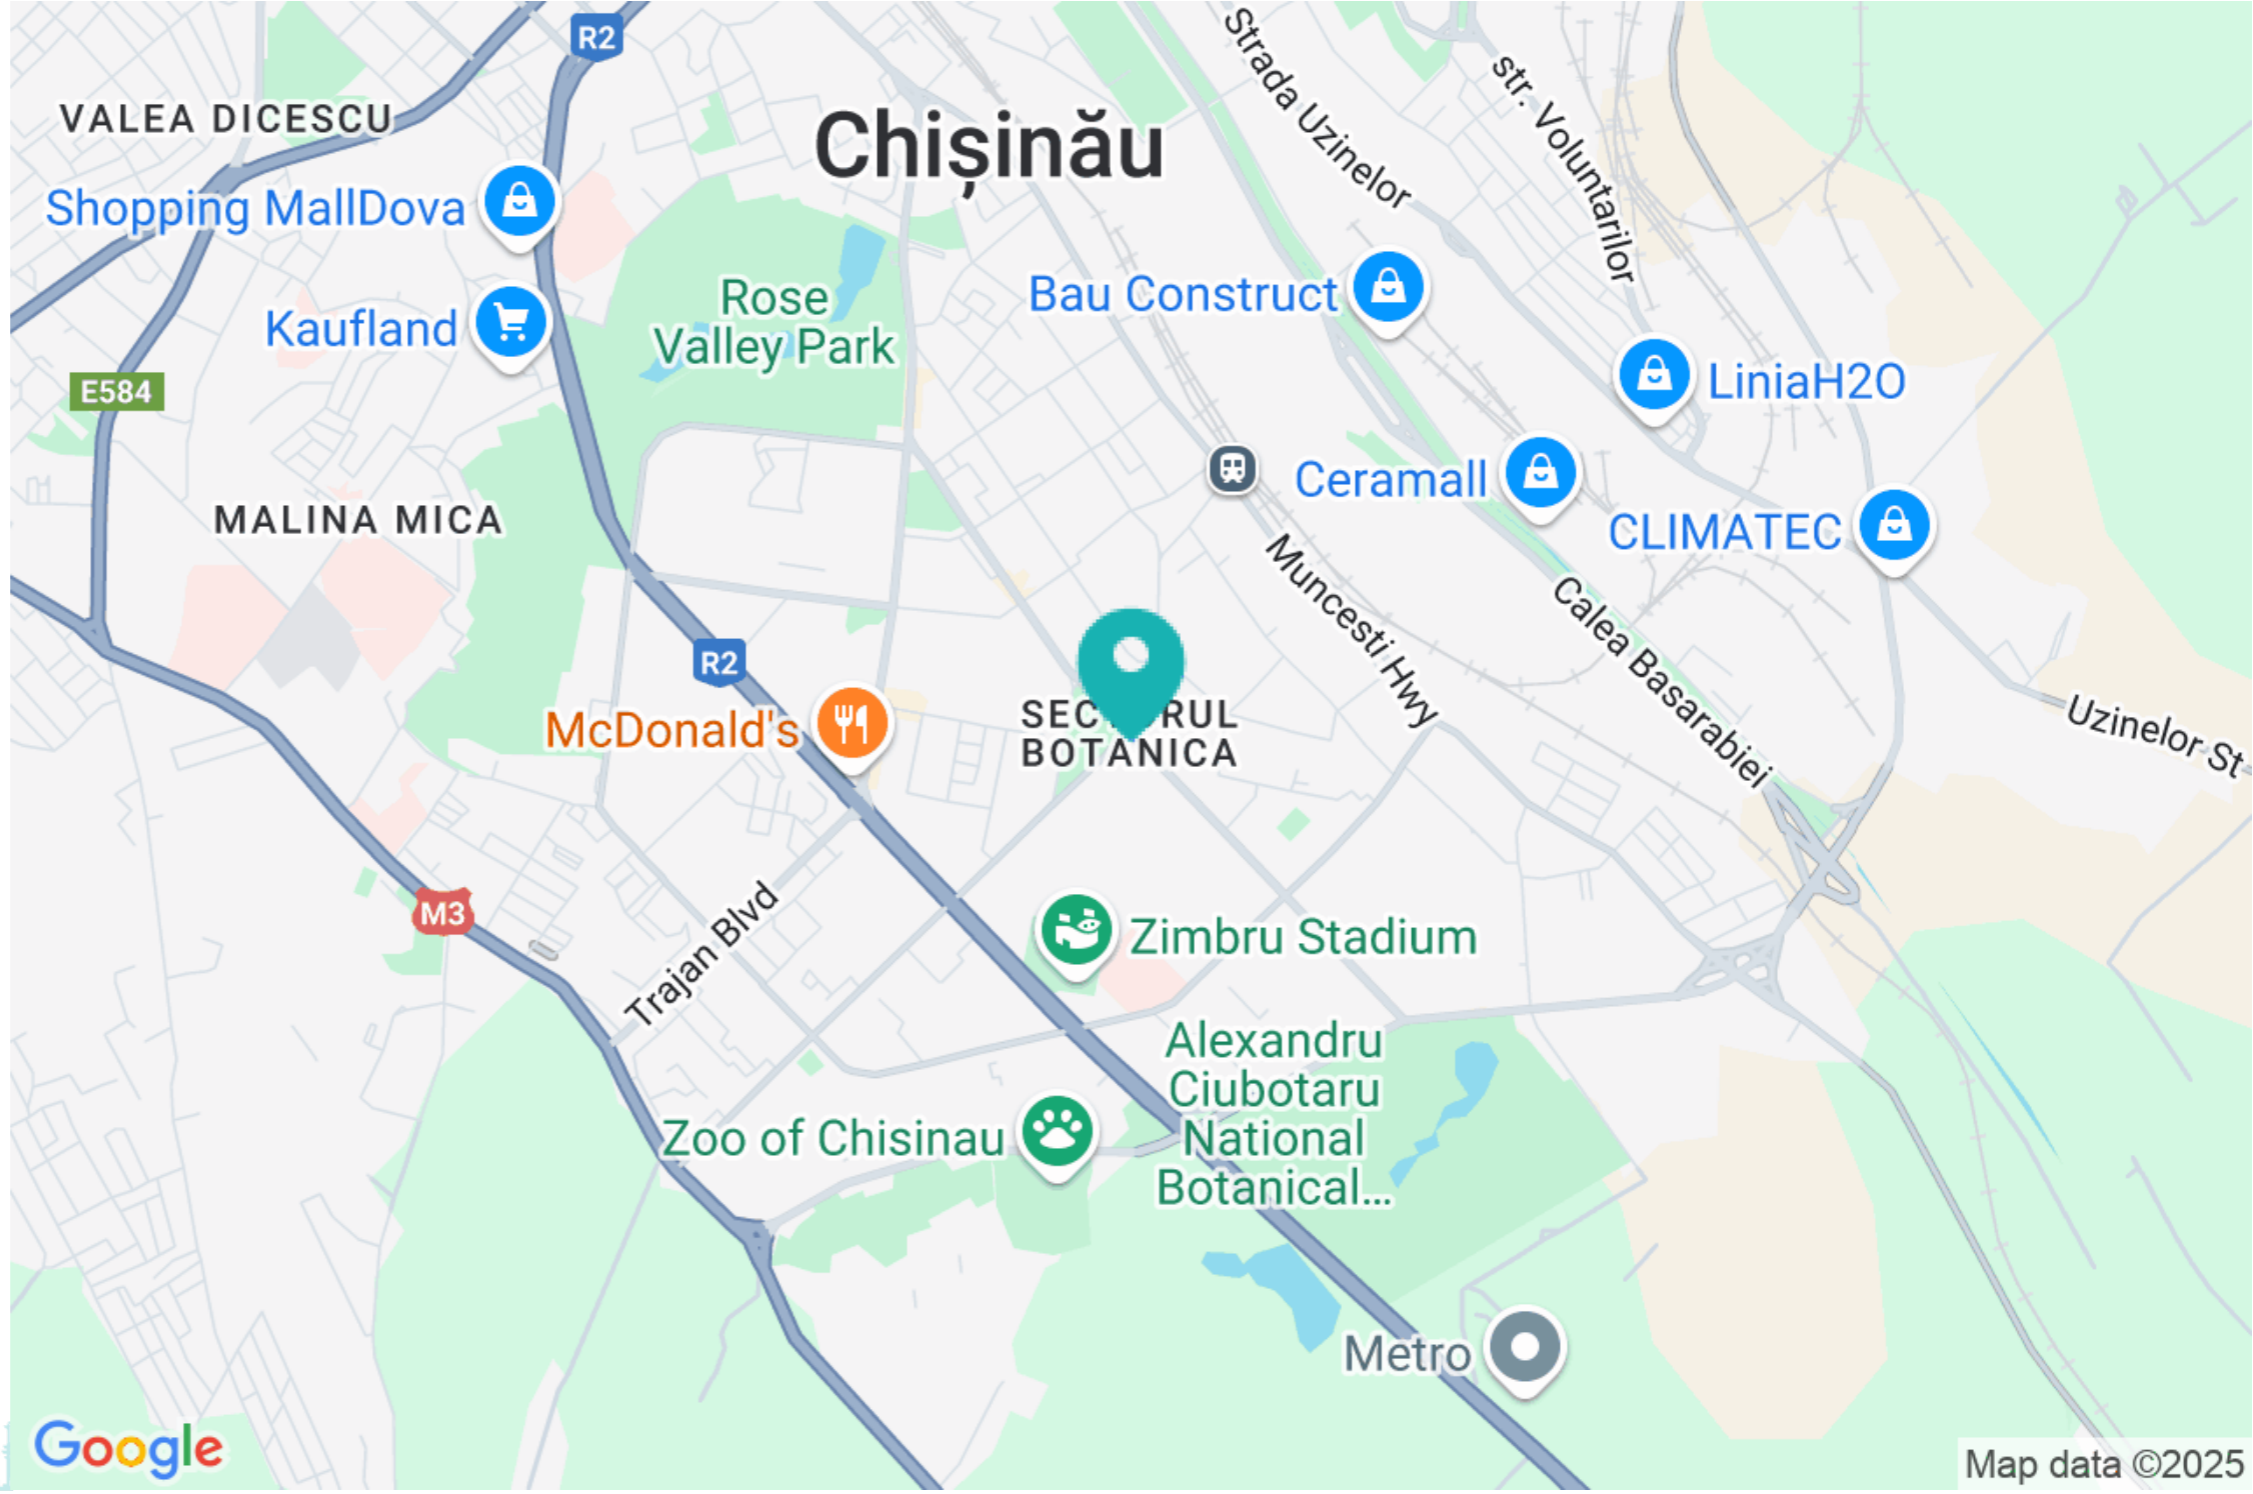 R2
Strada Uzinelor
str. Voluntarilor
VALEA DICESCU
Chișinău
Shopping MallDova
Rose
Valley Park
Bau Construct
Kaufland
E584
LiniaH2O
Ceramall
MALINA MICA
CLIMATEC
Muncesti Hwy
Calea Basarabiei
R2
McDonald's
BOTANICA
Uzinelor St
M3
Trajan Blvd
Zimbru Stadium
Alexandru
Ciubotaru
National
Botanical...
Zoo of Chisinau
Metro
Google
Map data ©2025